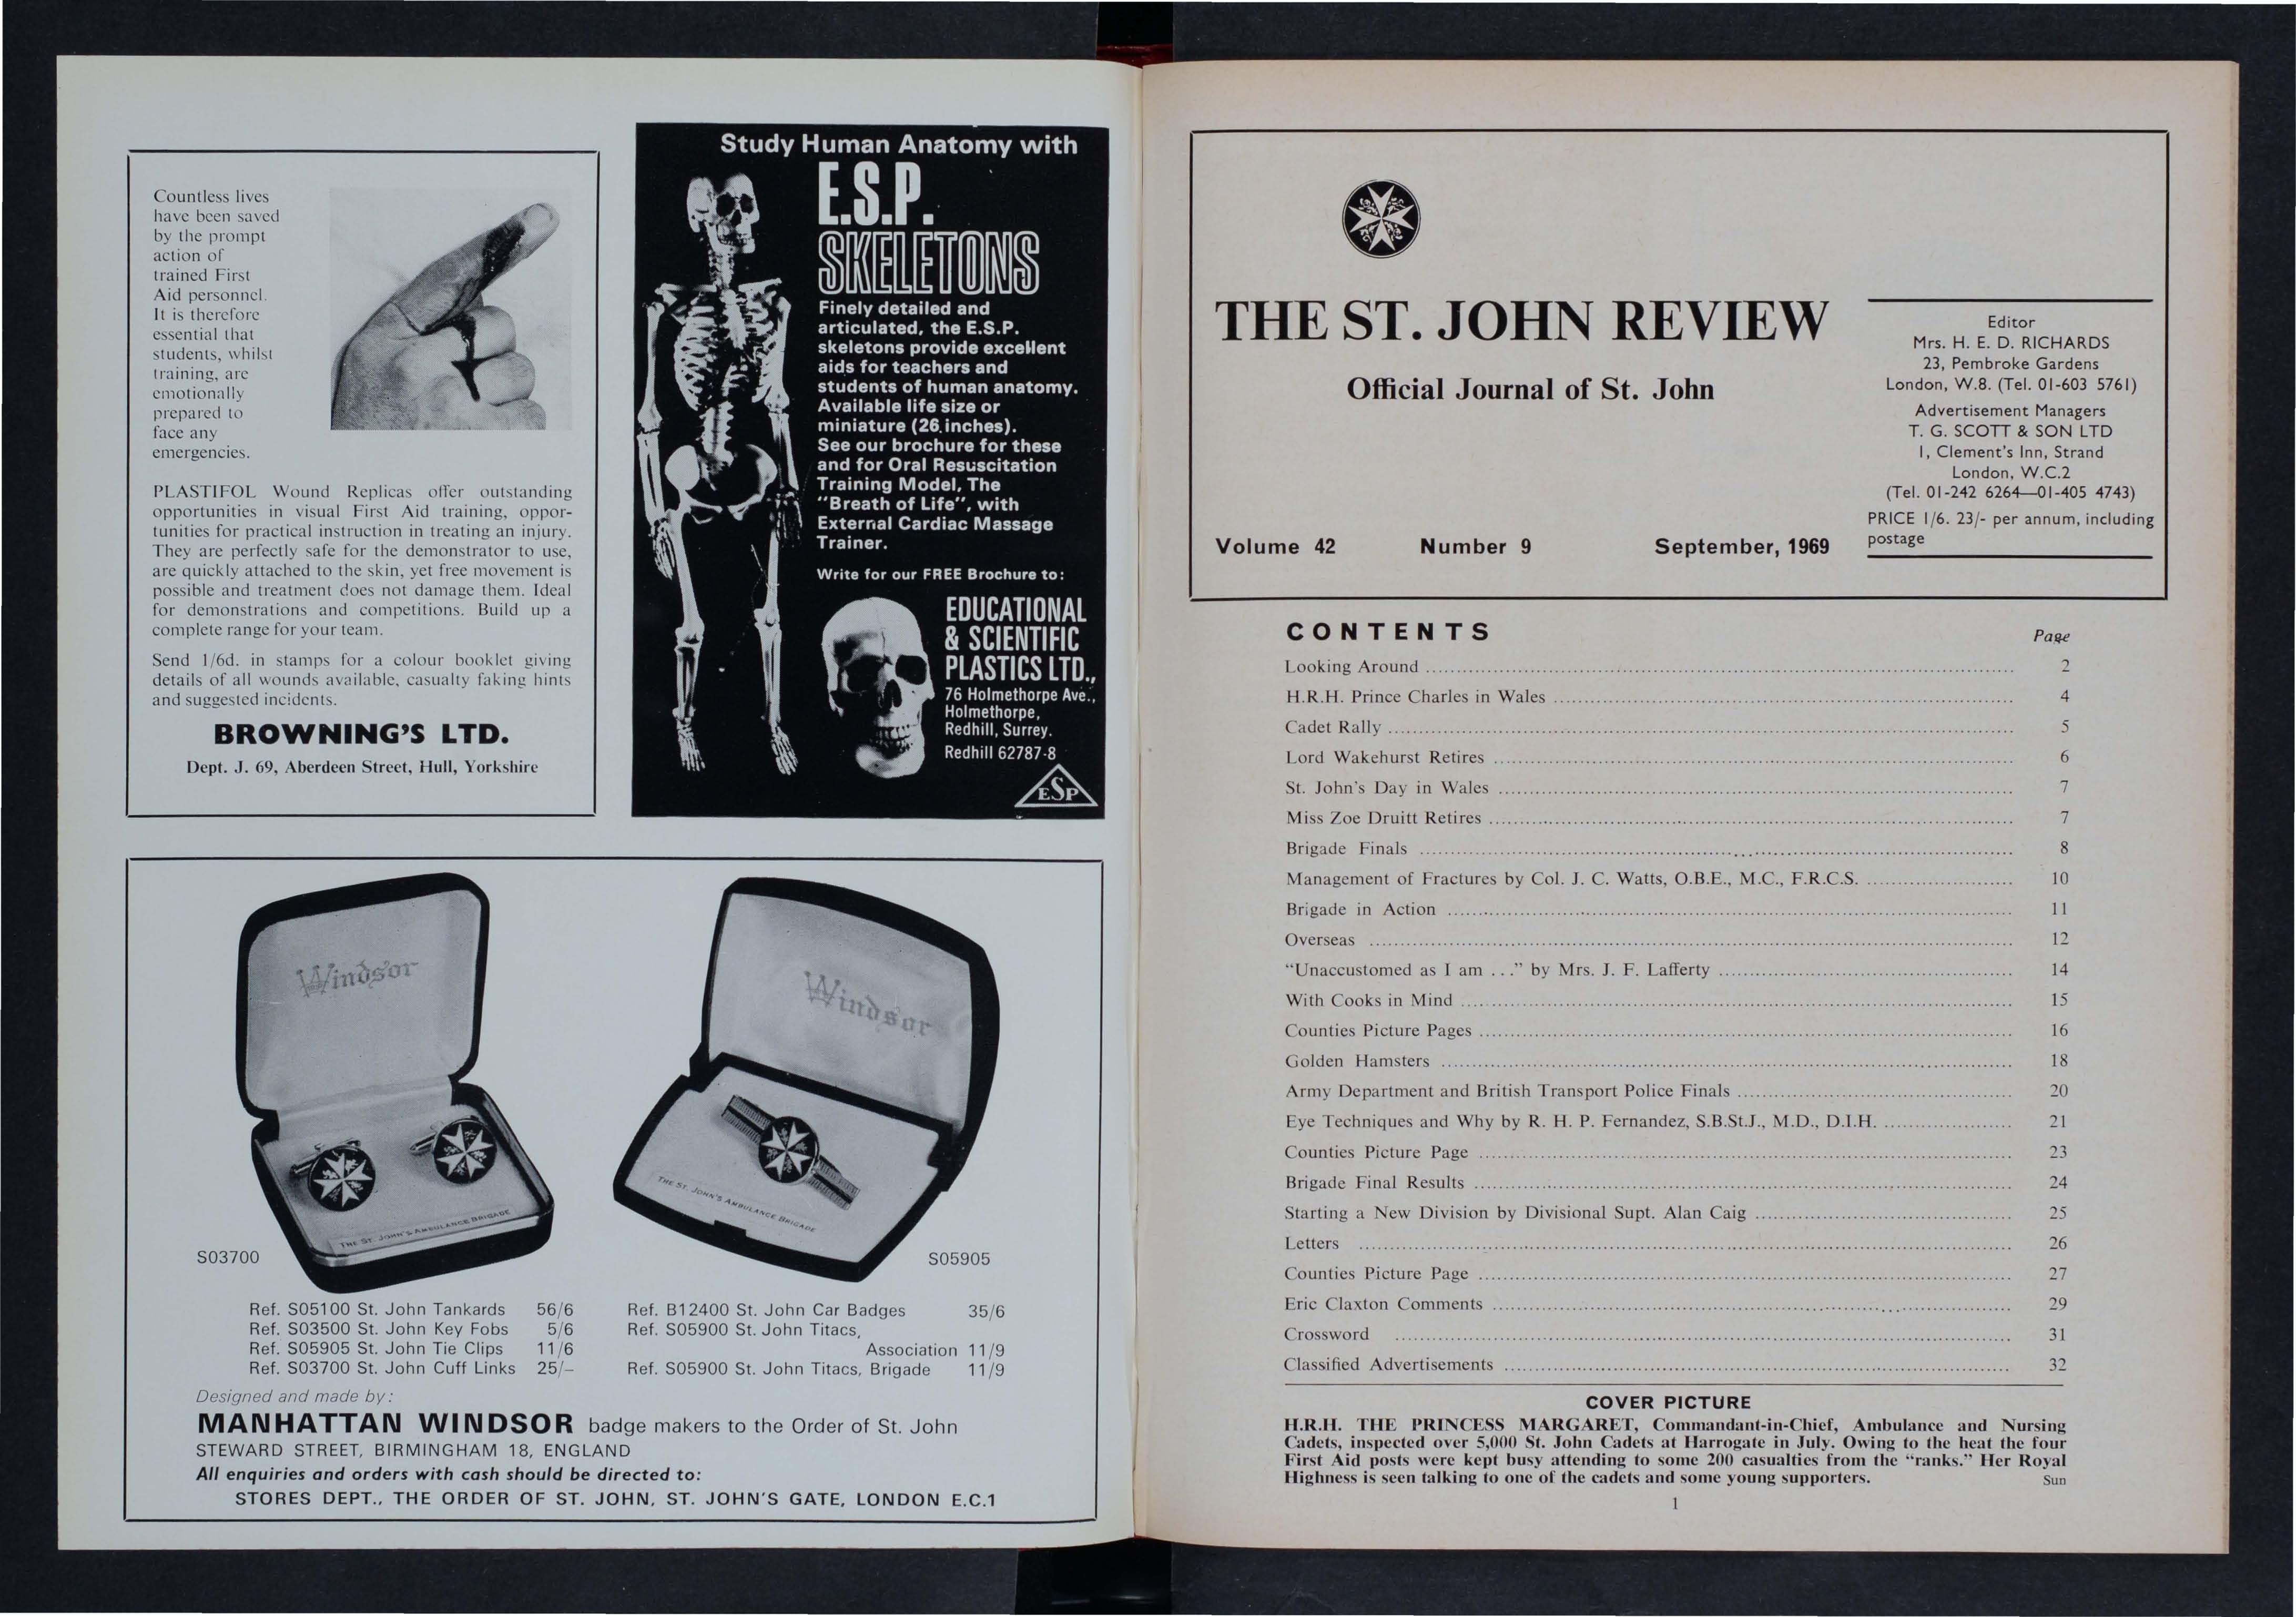 Countless lives
have been saved
by the prompt
action of
trained First
Aid personnel.
It is therefore
essential that
students, whilst
training, are
emotionally
prepared to
face any
emergencies.
PLASTIFOL Wound Replicas offer outstanding
opportunities in visual First Aid training, oppor-
tunities for practical instruction in treating an injury.
They are perfectly safe for the demonstrator to use,
are quickly attached to the skin, yet free movement is
possible and treatment does not damage them. Ideal
for demonstrations and competitions. Build up a
complete range for your team.
Send 1/6d. in stamps for a colour booklet giving
details of all wounds available, casualty faking hints
and suggested incidents.
BROWNING'S LTD.
Dept. J. 69, Aberdeen Street, Hull, Yorkshire
Study Human Anatomy with
E.S.P.
SKELETONS
Finely detailed and
articulated, the E.S.P.
skeletons provide excellent
aids for teachers and
students of human anatomy.
Available life size or
miniature (26 inches).
See our brochure for these
and for Oral Resuscitation
Training Model, The
"Breath of Life", with
External Cardiac Massage
Trainer.
Write for our FREE Brochure to:
EDUCATIONAL
& SCIENTIFIC
PLASTICS LTD.,
76 Holmethorpe Ave.,
Holmethorpe,
Redhill, Surrey.
Redhill 62787-8
ESP
Windsor
THE ST. JOHN'S AMBULANCE BRIGADE
S03700
Windsor
THE ST. JOHN'S AMBULANCE BRIGADE
S05905
Ref. S05100 St. John Tankards 56/6
Ref. S03500 St. John Key Fobs 5/6
Ref. S05905 St. John Tie Clips 11/6
Ref. S03700 St. John Cuff Links 25/–
Ref. B12400 St. John Car Badges 35/6
Ref. S05900 St. John Titacs,
Association 11/9
Ref. S05900 St. John Titacs, Brigade 11/9
Designed and made by:
MANHATTAN WINDSOR badge makers to the Order of St. John
STEWARD STREET, BIRMINGHAM 18, ENGLAND
All enquiries and orders with cash should be directed to:
STORES DEPT., THE ORDER OF ST. JOHN, ST. JOHN'S GATE, LONDON E.C.1
THE ST. JOHN REVIEW
Official Journal of St. John
Volume 42 Number 9 September, 1969
Editor
Mrs. H. E. D. RICHARDS
23, Pembroke Gardens
London, W.8. (Tel. 01-603 5761)
Advertisement Managers
T. G. SCOTT & SON LTD
1, Clement's Inn, Strand
London, W.C.2
(Tel. 01-242 6264—01-405 4743)
PRICE 1/6. 23/- per annum, including
postage
CONTENTS Page
Looking Around 2
H.R.H. Prince Charles in Wales 4
Cadet Rally 5
Lord Wakehurst Retires 6
St. John's Day in Wales 7
Miss Zoe Druitt Retires 7
Brigade Finals 8
Management of Fractures by Col. J. C. Watts, O.B.E., M.C., F.R.C.S. 10
Brigade in Action 11
Overseas 12
"Unaccustomed as I am . . ." by Mrs. J. F. Lafferty 14
With Cooks in Mind 15
Counties Picture Pages 16
Golden Hamsters 18
Army Department and British Transport Police Finals 20
Eye Techniques and Why by R. H. P. Fernandez, S.B.St.J., M.D., D.I.H. 21
Counties Picture Page 23
Brigade Final Results 24
Starting a New Division by Divisional Supt. Alan Caig 25
Letters 26
Counties Picture Page 27
Eric Claxton Comments 29
Crossword 31
Classified Advertisements 32
COVER PICTURE
H.R.H. THE PRINCESS MARGARET, Commandant-in-Chief, Ambulance and Nursing
Cadets, inspected over 5,000 St. John Cadets at Harrogate in July. Owing to the heat the four
First Aid posts were kept busy attending to some 200 casualties from the "ranks." Her Royal
Highness is seen talking to one of the cadets and some young supporters. Sun
1